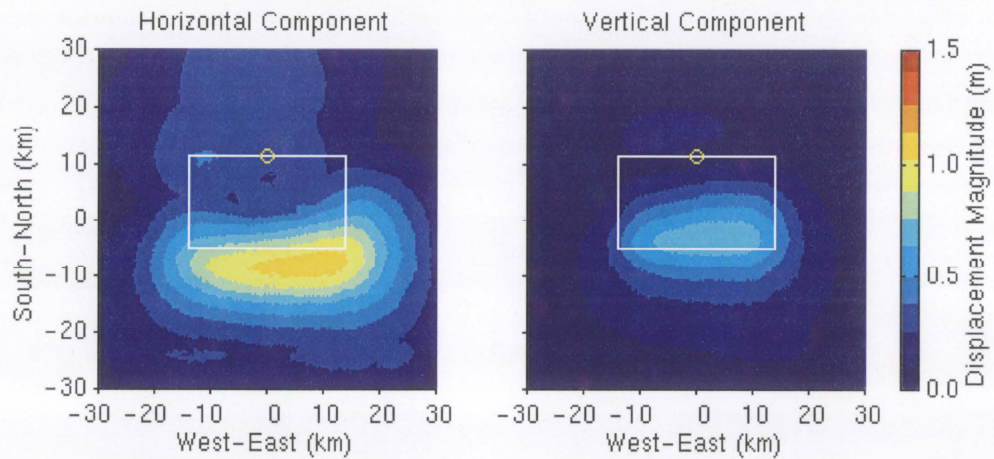 Horizontal Component
Vertical Component
30
20
10
0
-10
-20
-30
South-North (km)
-30 -20 -10 0 10 20 30
West-East (km)
-30 -20 -10 0 10 20 30
West-East (km)
1.5
1.0
0.5
0.0
Displacement Magnitude (m)